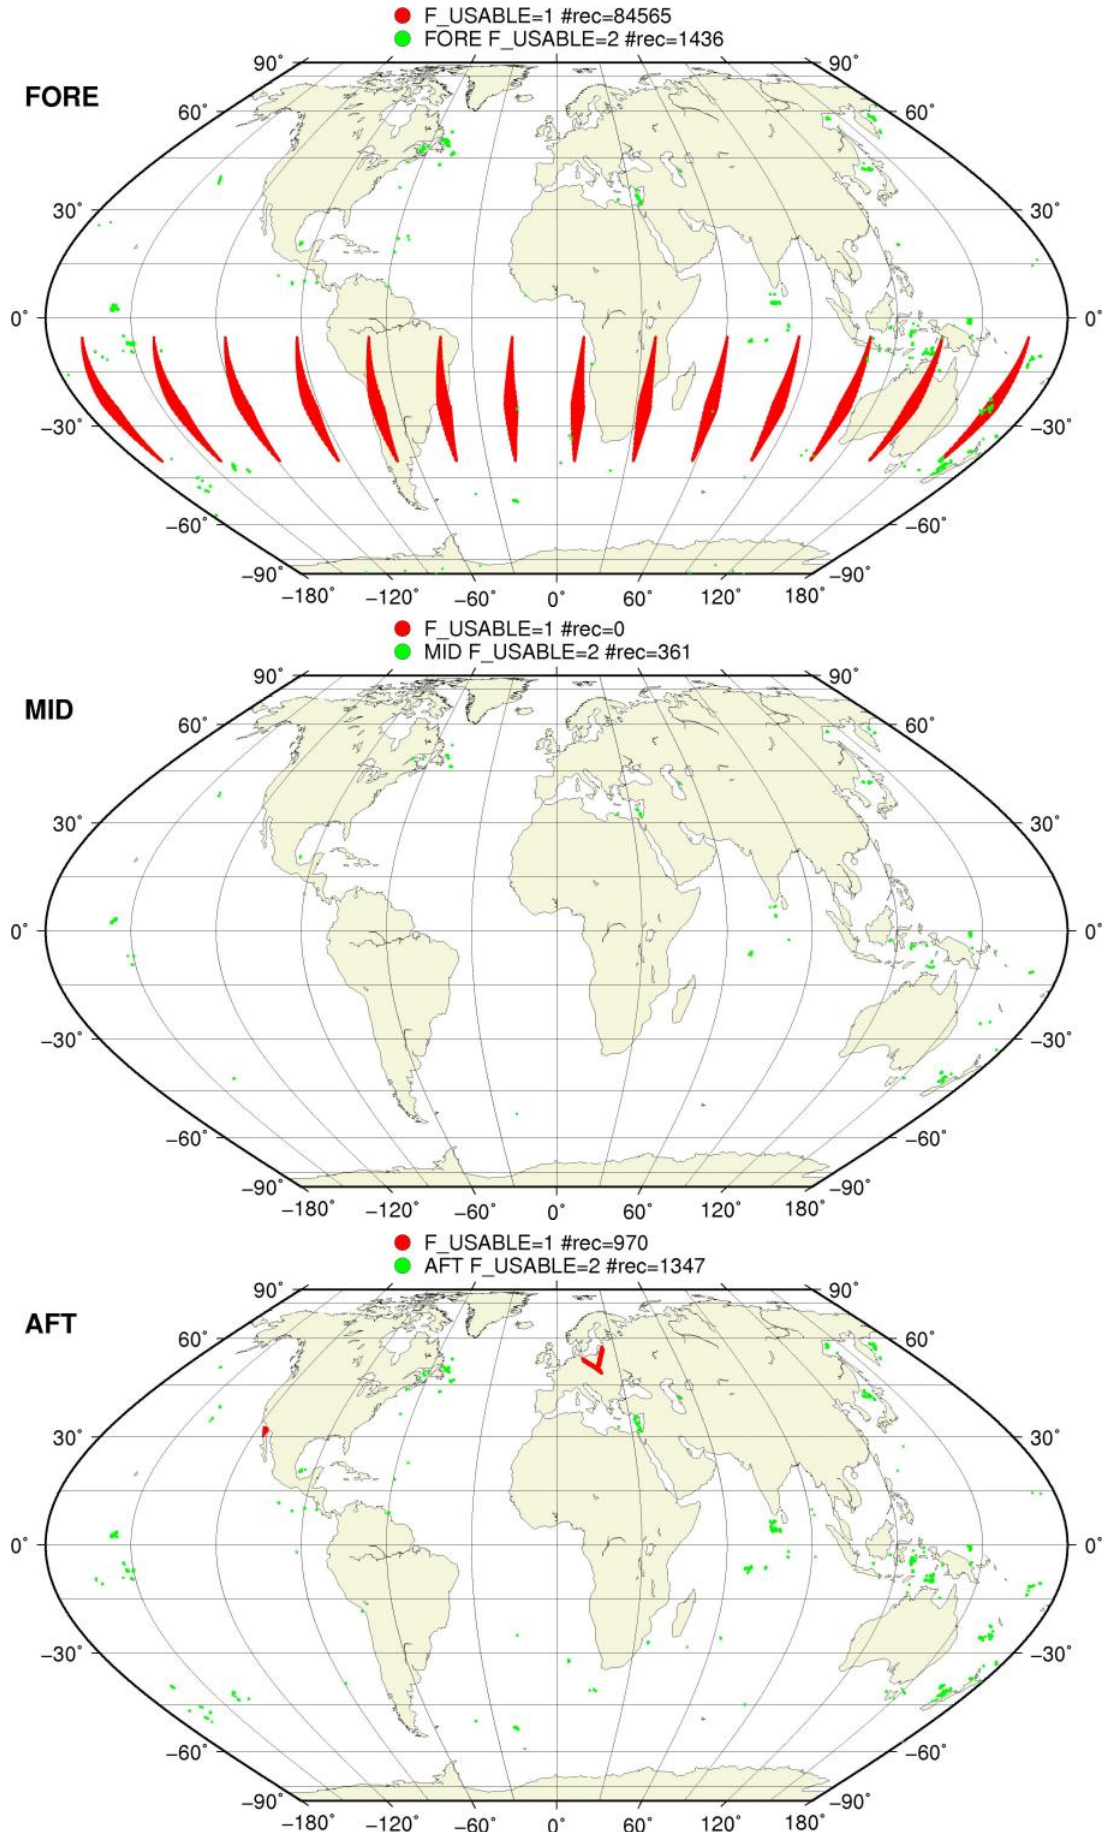 F_USABLE=1 #rec=84565
FORE F_USABLE=2 #rec=1436
90˚ 90˚
FORE
60˚ 60˚
30˚ 30˚
0˚ 0˚
−30˚ −30˚
−60˚ −60˚
−90˚ −90˚
−180˚ −120˚ −60˚ 0˚ 60˚ 120˚ 180˚
F_USABLE=1 #rec=0
MID F_USABLE=2 #rec=361
90˚ 90˚
MID
60˚ 60˚
30˚ 30˚
0˚ 0˚
−30˚ −30˚
−60˚ −60˚
−90˚ −90˚
−180˚ −120˚ −60˚ 0˚ 60˚ 120˚ 180˚
F_USABLE=1 #rec=970
AFT F_USABLE=2 #rec=1347
90˚ 90˚
AFT
60˚ 60˚
30˚ 30˚
0˚ 0˚
−30˚ −30˚
−60˚ −60˚
−90˚ −90˚
−180˚ −120˚ −60˚ 0˚ 60˚ 120˚ 180˚